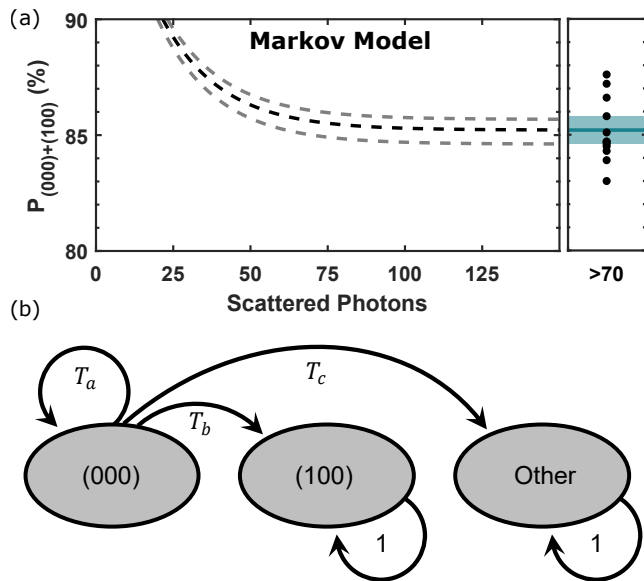 (a)
Markov Model
P(000)+(100) (%)
90
85
80
0 25 50 75 100 125
>70
Scattered Photons
(b)
Ta
Tb
Tc
(000)
(100)
Other
1
1